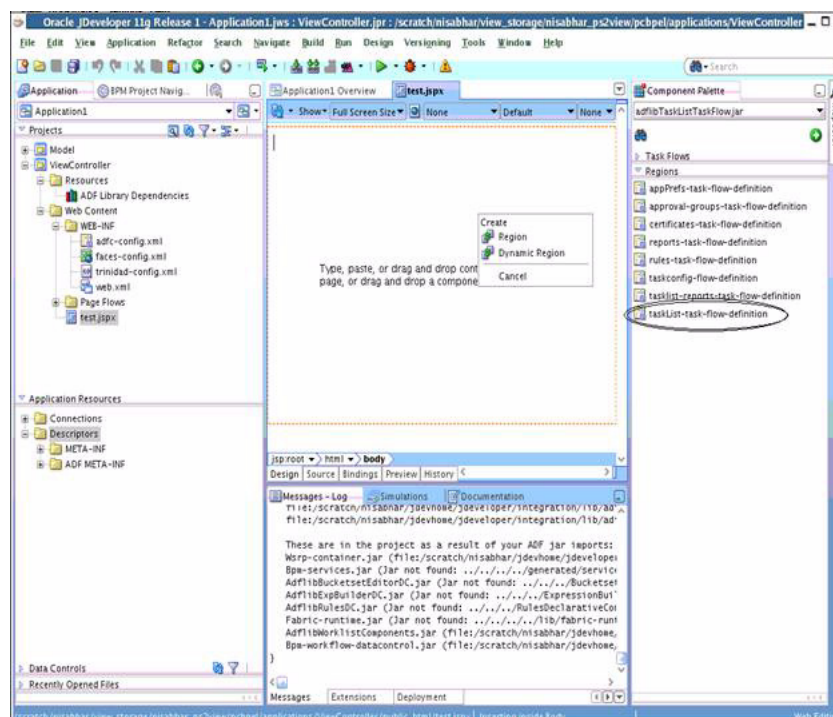 Oracle JDeveloper 11g Release 1 - Application1.jws : ViewController.jpr : /scratch/nisabhar/view_storage/nisabhar_ps2view/pcbpel/applications/ViewController
File Edit View Application Refactor Search Navigate Build Run Design Versioning Tools Window Help
Search
Application
BPM Project Navig...
Application1
Projects
Model
ViewController
Resources
ADF Library Dependencies
Web Content
WEB-INF
adfc-config.xml
faces-config.xml
trinidad-config.xml
web.xml
Page Flows
test.jspx
Application Resources
Connections
Descriptors
META-INF
ADF META-INF
Data Controls
Recently Opened Files
Application1 Overview
test.jspx
Show Full Screen Size None Default None
Create
Region
Dynamic Region
Cancel
Type, paste, or drag and drop cont
page, or drag and drop a compone
jsp:root html body
Design Source Bindings Preview History
Messages - Log
Simulations
Documentation
file:/scratch/nisabhar/jdevhome/jdeveloper/integration/lib/ad
file:/scratch/nisabhar/jdevhome/jdeveloper/integration/lib/ad
These are in the project as a result of your ADF jar imports:
Wsrp-container.jar (file:/scratch/nisabhar/jdevhome/jdeveloper
Bpm-services.jar (Jar not found: ../../../../generated/service
AdflibBucketsetEditorDC.jar (Jar not found: ../../../Bucketset
AdflibExpBuilderDC.jar (Jar not found: ../../../ExpressionBui
AdflibRulesDC.jar (Jar not found: ../../../RulesDeclarativeCo
Fabric-runtime.jar (Jar not found: ../../../../lib/fabric-runt
AdflibWorklistComponents.jar (file:/scratch/nisabhar/jdevhome,
Bpm-workflow-datacontrol.jar (file:/scratch/nisabhar/jdevhome,
}
Messages Extensions Deployment
Component Palette
adflibTaskListTaskFlow.jar
Task Flows
Regions
appPrefs-task-flow-definition
approval-groups-task-flow-definition
certificates-task-flow-definition
reports-task-flow-definition
rules-task-flow-definition
taskconfig-flow-definition
tasklist-reports-task-flow-definition
taskList-task-flow-definition